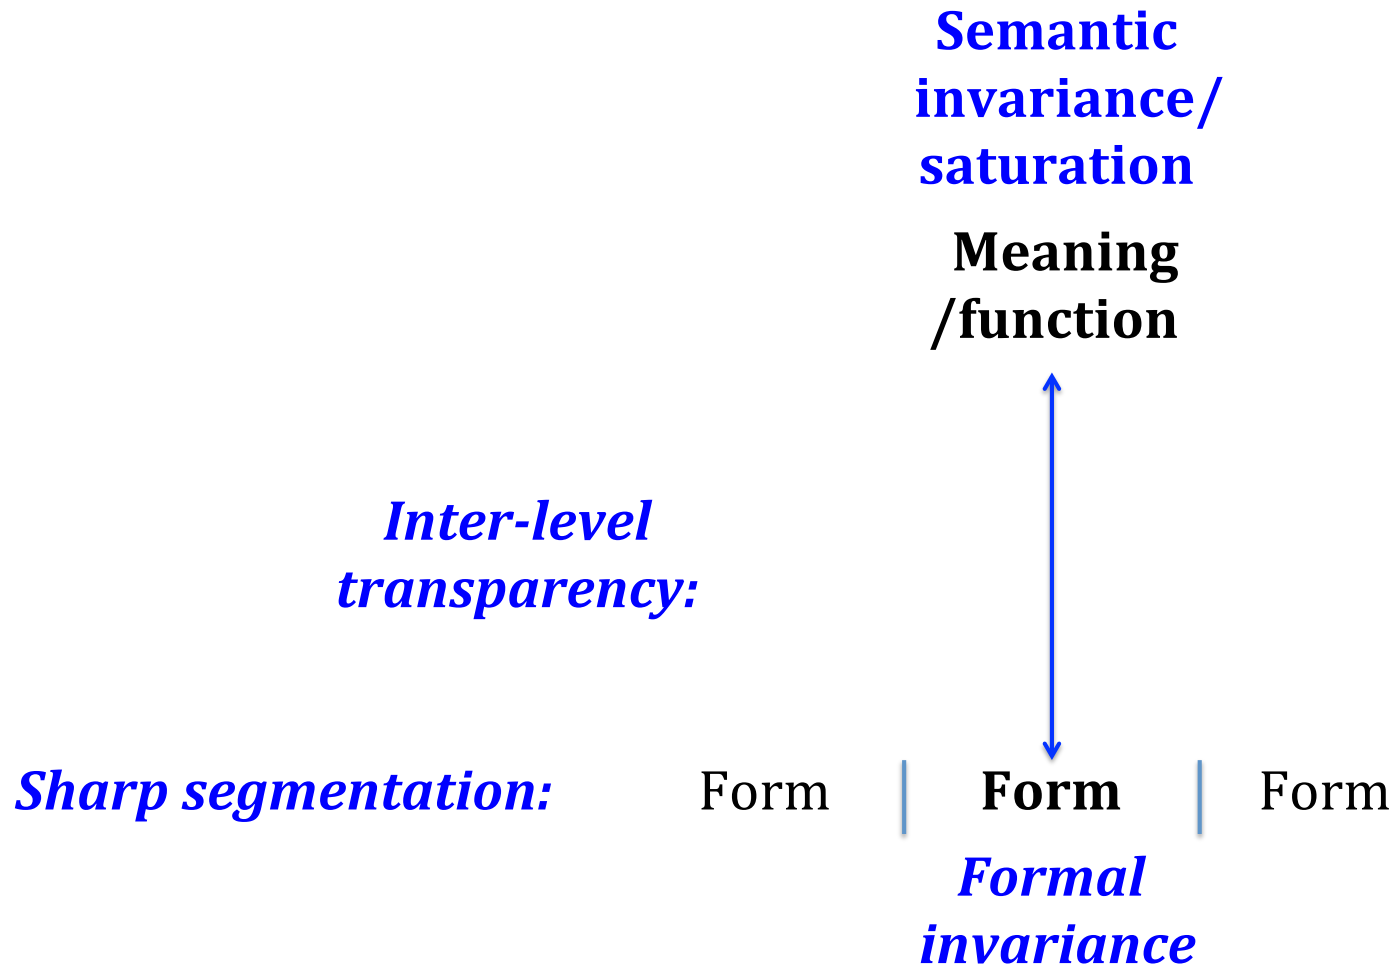 Semantic
invariance/
saturation
Meaning
/function
Inter-level
transparency:
Sharp segmentation: Form Form Form
Formal
invariance